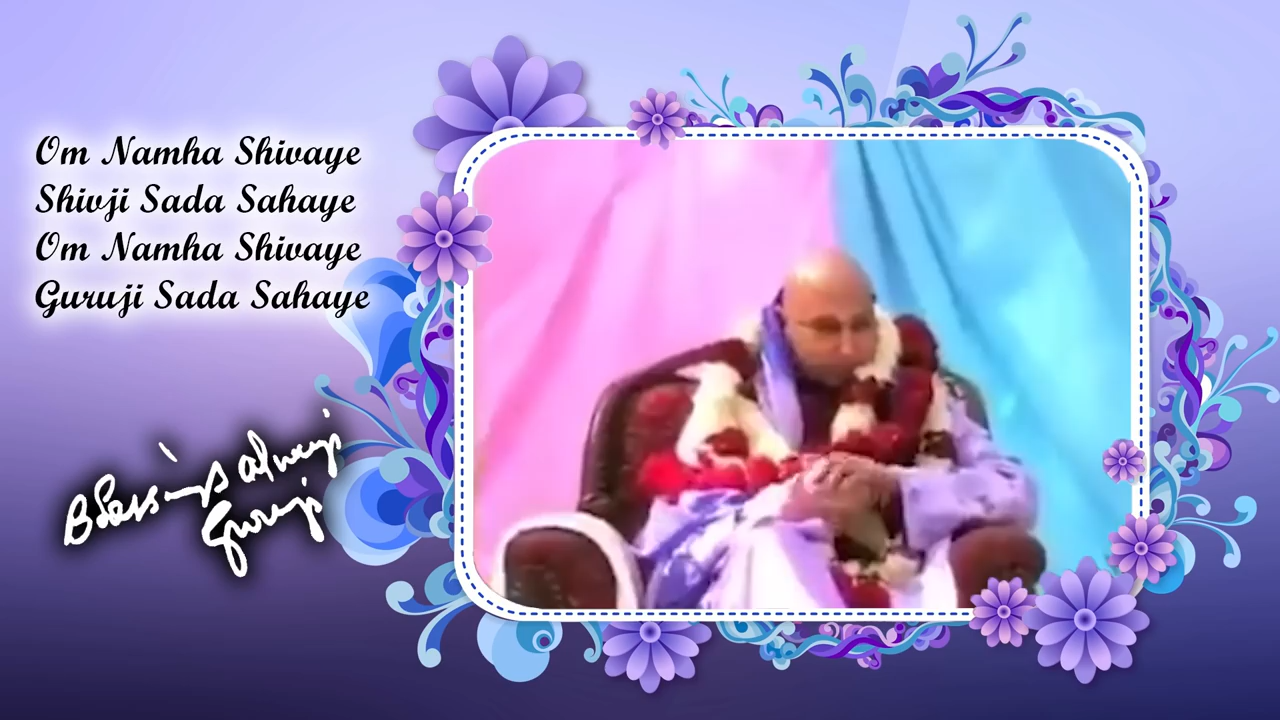 Om Namha Shivaye
Shivji Sada Sahaye
Om Namha Shivaye
Guruji Sada Sahaye
Blessings always
Guruji